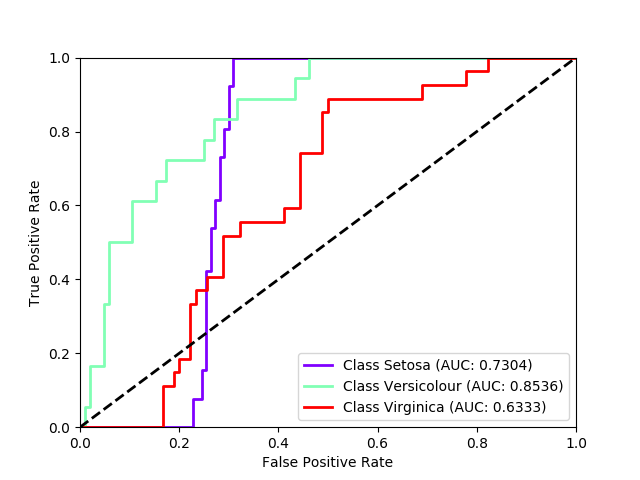 1.0
0.8
0.6
0.4
0.2
0.0
True Positive Rate
Class Setosa (AUC: 0.7304)
Class Versicolour (AUC: 0.8536)
Class Virginica (AUC: 0.6333)
0.0 0.2 0.4 0.6 0.8 1.0
False Positive Rate